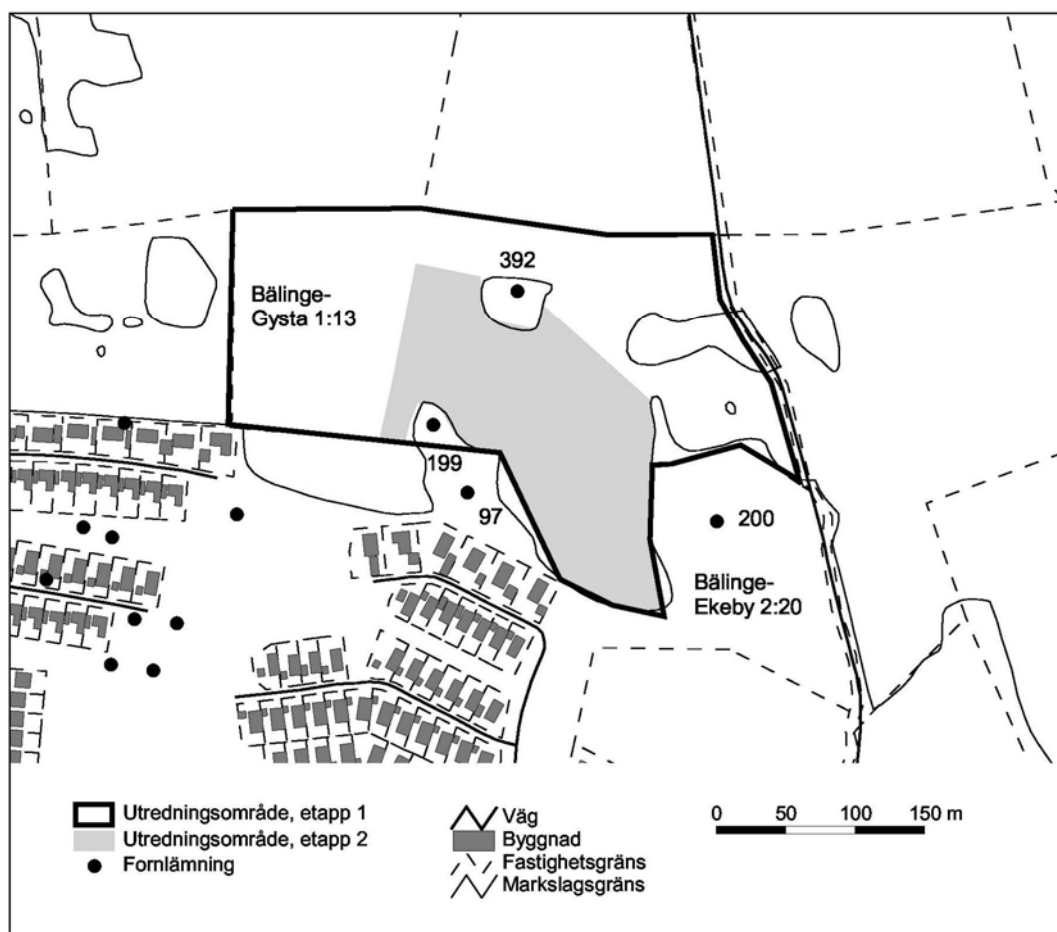 392
Bälinge-
Gysta 1:13
199
97
200
Bälinge-
Ekeby 2:20
Utredningsområde, etapp 1
Utredningsområde, etapp 2
Fornlämning
Väg
Byggnad
Fastighetsgräns
Markslagsgräns
0 50 100 150 m